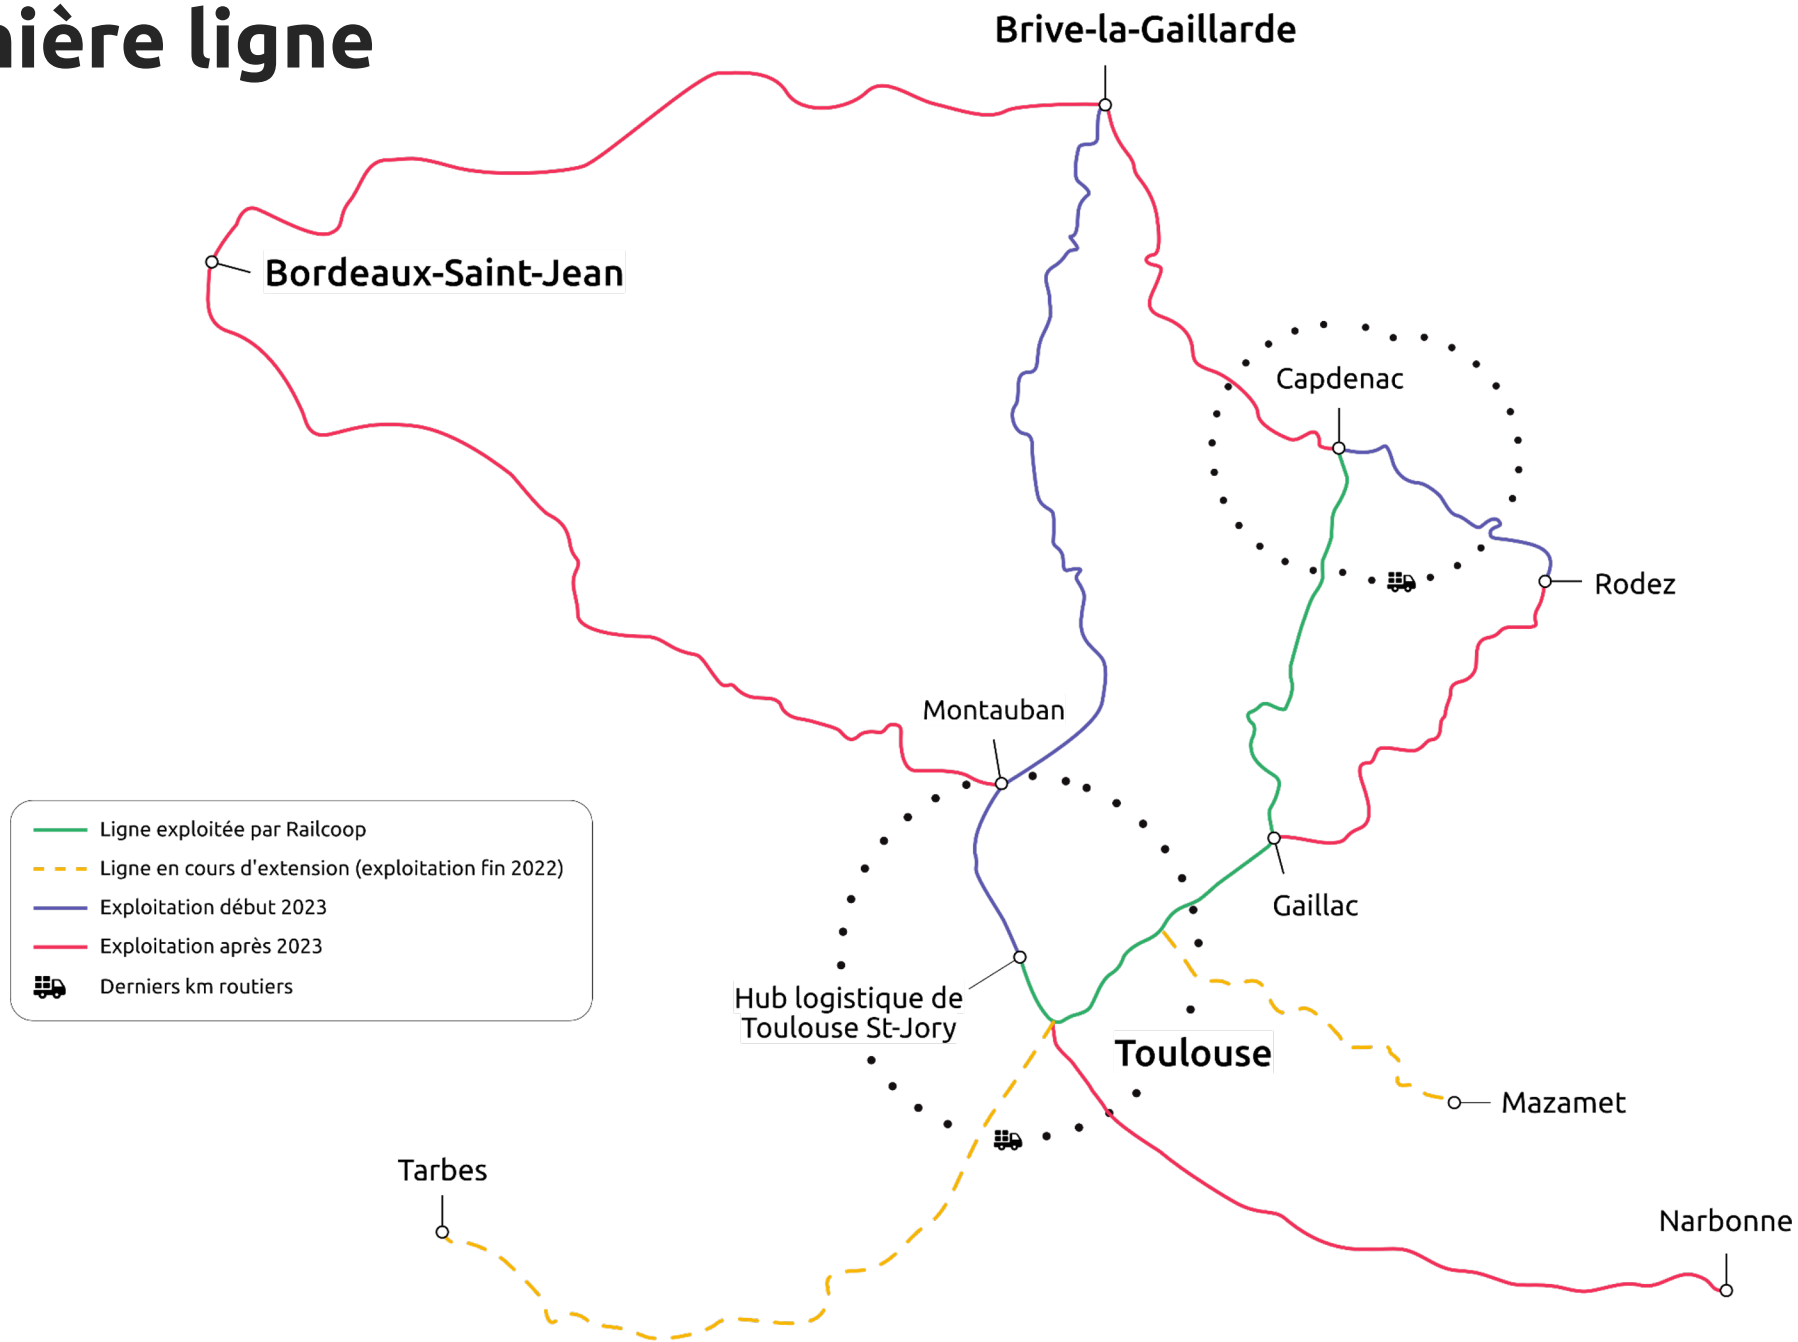 nière ligne
Brive-la-Gaillarde
Bordeaux-Saint-Jean
Capdenac
Rodez
Montauban
Ligne exploitée par Railcoop
Ligne en cours d'extension (exploitation fin 2022)
Exploitation début 2023
Exploitation après 2023
Derniers km routiers
Gaillac
Hub logistique de
Toulouse St-Jory
Toulouse
Mazamet
Tarbes
Narbonne